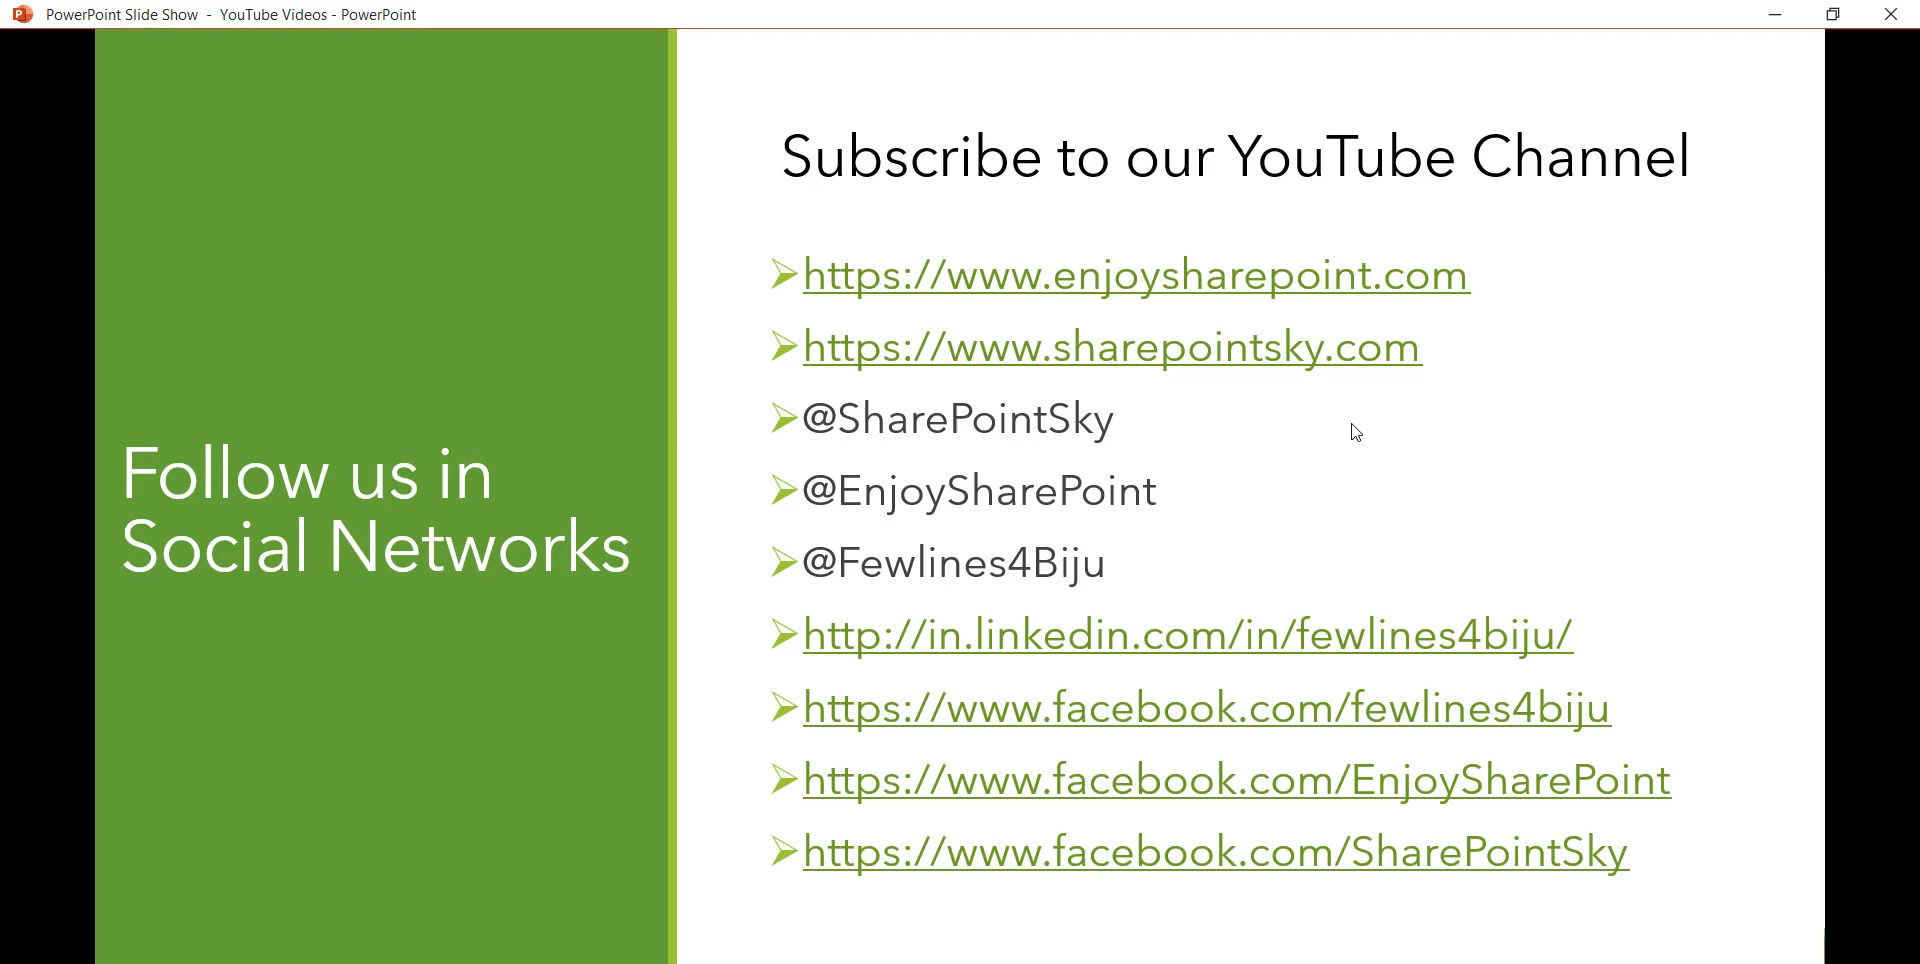 PowerPoint Slide Show - YouTube Videos - PowerPoint
Follow us in
Social Networks
Subscribe to our YouTube Channel
https://www.enjoysharepoint.com
https://www.sharepointsky.com
@SharePointSky
@EnjoySharePoint
@Fewlines4Biju
http://in.linkedin.com/in/fewlines4biju/
https://www.facebook.com/fewlines4biju
https://www.facebook.com/EnjoySharePoint
https://www.facebook.com/SharePointSky